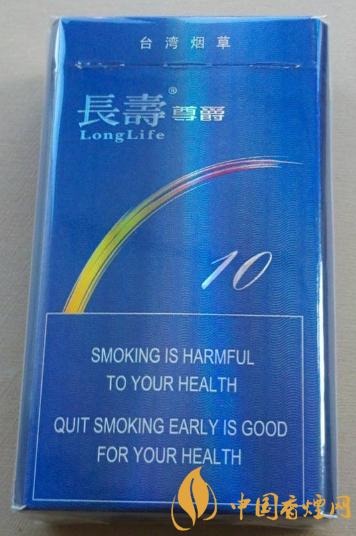 台湾烟草
長壽® 尊爵
LongLife
10
SMOKING IS HARMFUL
TO YOUR HEALTH
QUIT SMOKING EARLY IS GOOD
FOR YOUR HEALTH
中国香烟网